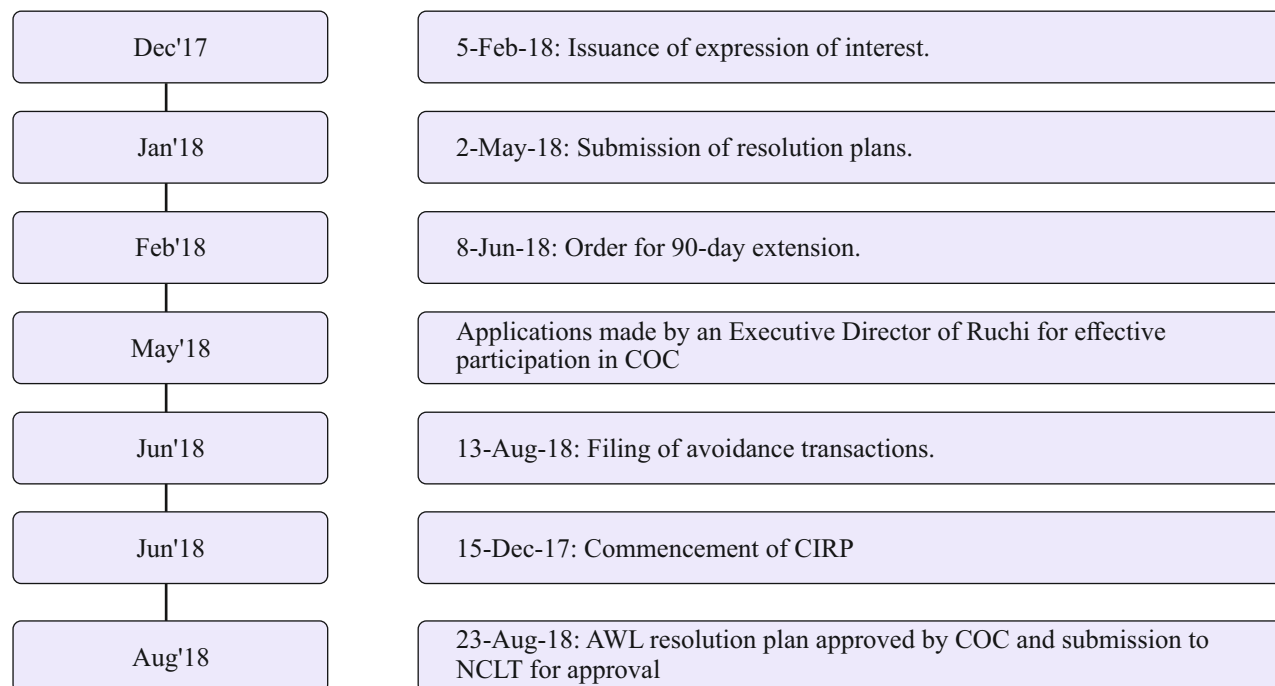 Dec'17
5-Feb-18: Issuance of expression of interest.
Jan'18
2-May-18: Submission of resolution plans.
Feb'18
8-Jun-18: Order for 90-day extension.
May'18
Applications made by an Executive Director of Ruchi for effective
participation in COC
Jun'18
13-Aug-18: Filing of avoidance transactions.
Jun'18
15-Dec-17: Commencement of CIRP
Aug'18
23-Aug-18: AWL resolution plan approved by COC and submission to
NCLT for approval